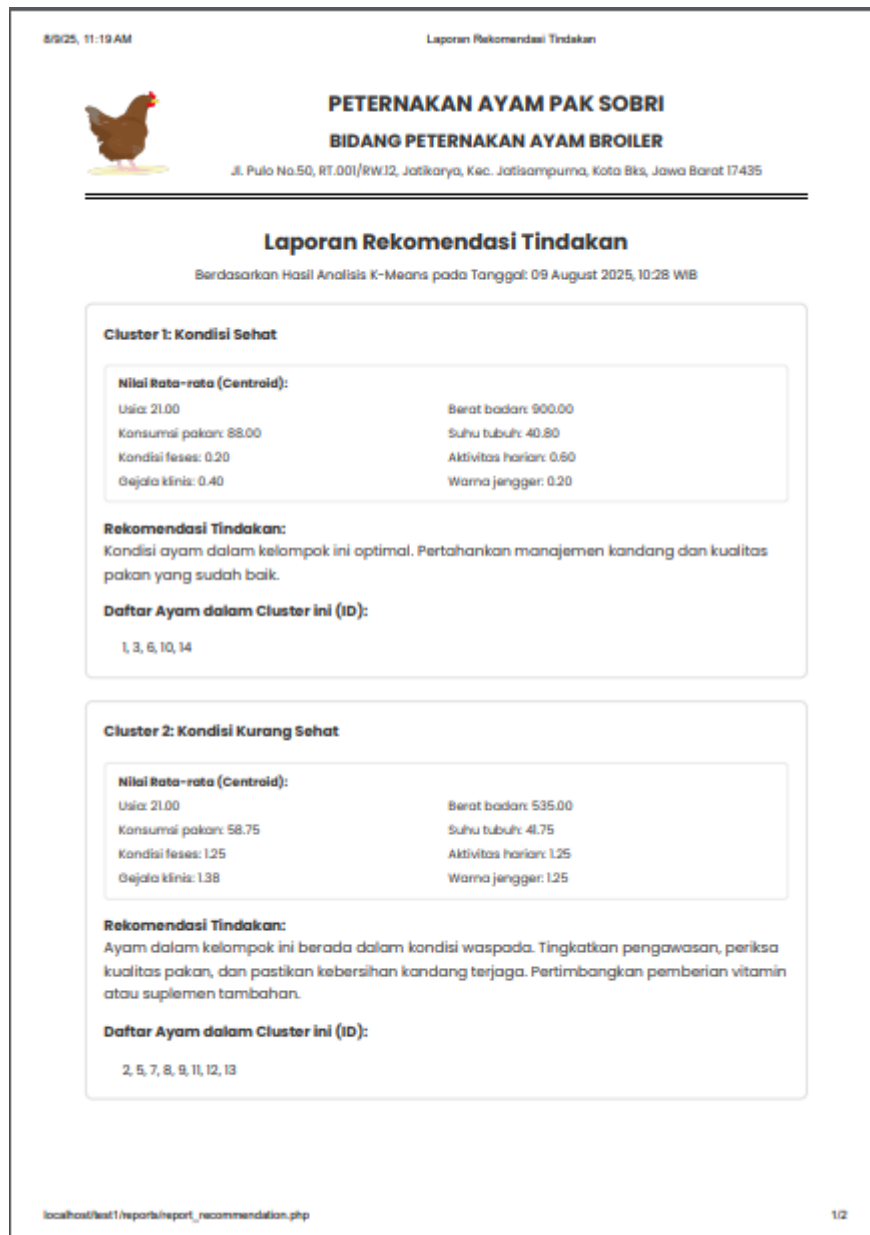 8/9/25, 11:19 AM
Laporan Rekomendasi Tindakan
PETERNAKAN AYAM PAK SOBRI
BIDANG PETERNAKAN AYAM BROILER
Jl. Pulo No.50, RT.001/RW.12, Jatikarya, Kec. Jatisampurna, Kota Bks, Jawa Barat 17435
Laporan Rekomendasi Tindakan
Berdasarkan Hasil Analisis K-Means pada Tanggal: 09 August 2025, 10:28 WIB
Cluster 1: Kondisi Sehat
Nilai Rata-rata (Centroid):
Usia: 21.00
Berat badan: 900.00
Konsumsi pakan: 88.00
Suhu tubuh: 40.80
Kondisi feses: 0.20
Aktivitas harian: 0.60
Gejala klinis: 0.40
Warna jengger: 0.20
Rekomendasi Tindakan:
Kondisi ayam dalam kelompok ini optimal. Pertahankan manajemen kandang dan kualitas
pakan yang sudah baik.
Daftar Ayam dalam Cluster ini (ID):
1, 3, 6, 10, 14
Cluster 2: Kondisi Kurang Sehat
Nilai Rata-rata (Centroid):
Usia: 21.00
Berat badan: 535.00
Konsumsi pakan: 58.75
Suhu tubuh: 41.75
Kondisi feses: 1.25
Aktivitas harian: 1.25
Gejala klinis: 1.38
Warna jengger: 1.25
Rekomendasi Tindakan:
Ayam dalam kelompok ini berada dalam kondisi waspada. Tingkatkan pengawasan, periksa
kualitas pakan, dan pastikan kebersihan kandang terjaga. Pertimbangkan pemberian vitamin
atau suplemen tambahan.
Daftar Ayam dalam Cluster ini (ID):
2, 5, 7, 8, 9, 11, 12, 13
localhost/test1/reports/report_recommendation.php
1/2